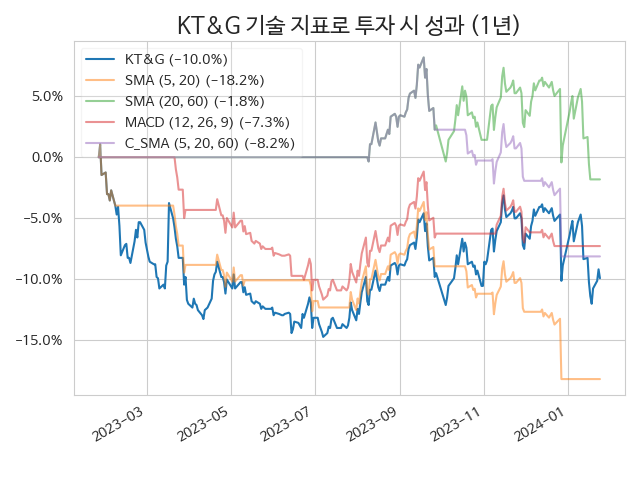 KT&G 기술 지표로 투자 시 성과 (1년)
KT&G (−10.0%)
SMA (5, 20) (−18.2%)
SMA (20, 60) (−1.8%)
MACD (12, 26, 9) (−7.3%)
C_SMA (5, 20, 60) (−8.2%)
5.0%
0.0%
−5.0%
−10.0%
−15.0%
2023−03
2023−05
2023−07
2023−09
2023−11
2024−01